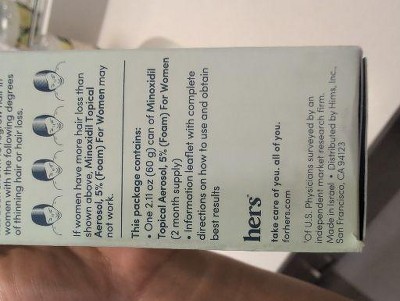 women with the following degrees
of thinning hair or hair loss.
If women have more hair loss than
shown above, Minoxidil Topical
Aerosol, 5% (Foam) For Women may
not work.
This package contains:
• One 2.11 oz (60 g) can of Minoxidil
Topical Aerosol, 5% (Foam) For Women
(2 month supply)
• Information leaflet with complete
directions on how to use and obtain
best results
hers
take care of you. all of you.
forhers.com
Of U.S. Physicians surveyed by an
independent market research firm.
Made in Israel • Distributed by Hims, Inc,
San Francisco, CA 94123